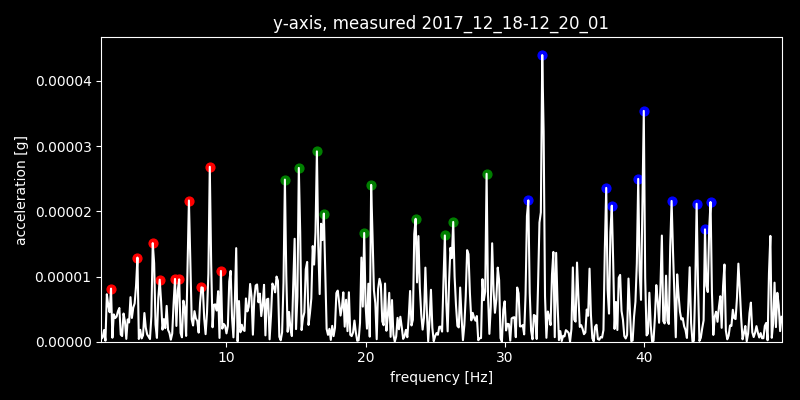 y-axis, measured 2017_12_18-12_20_01
acceleration [g]
0.00004
0.00003
0.00002
0.00001
0.00000
10 20 30 40
frequency [Hz]